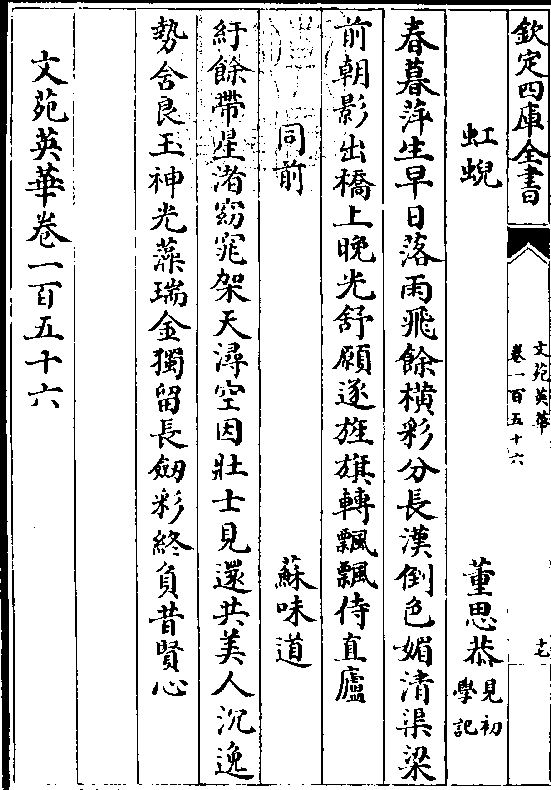 欽定四庫全書
文苑英華
卷一百五十六
十七
虹蜺 董思恭 見初學記
春暮萍生早日落雨飛餘橫彩分長漢倒色媚清渠梁
前朝影出橋上晚光舒願逐旌旗轉飄飄侍直廬
同前 蘇味道
紆餘帶星渚窈窕架天潯空因壯士見還共美人沉逸
勢含良玉神光藻瑞金獨留長劒彩終負昔賢心
文苑英華卷一百五十六